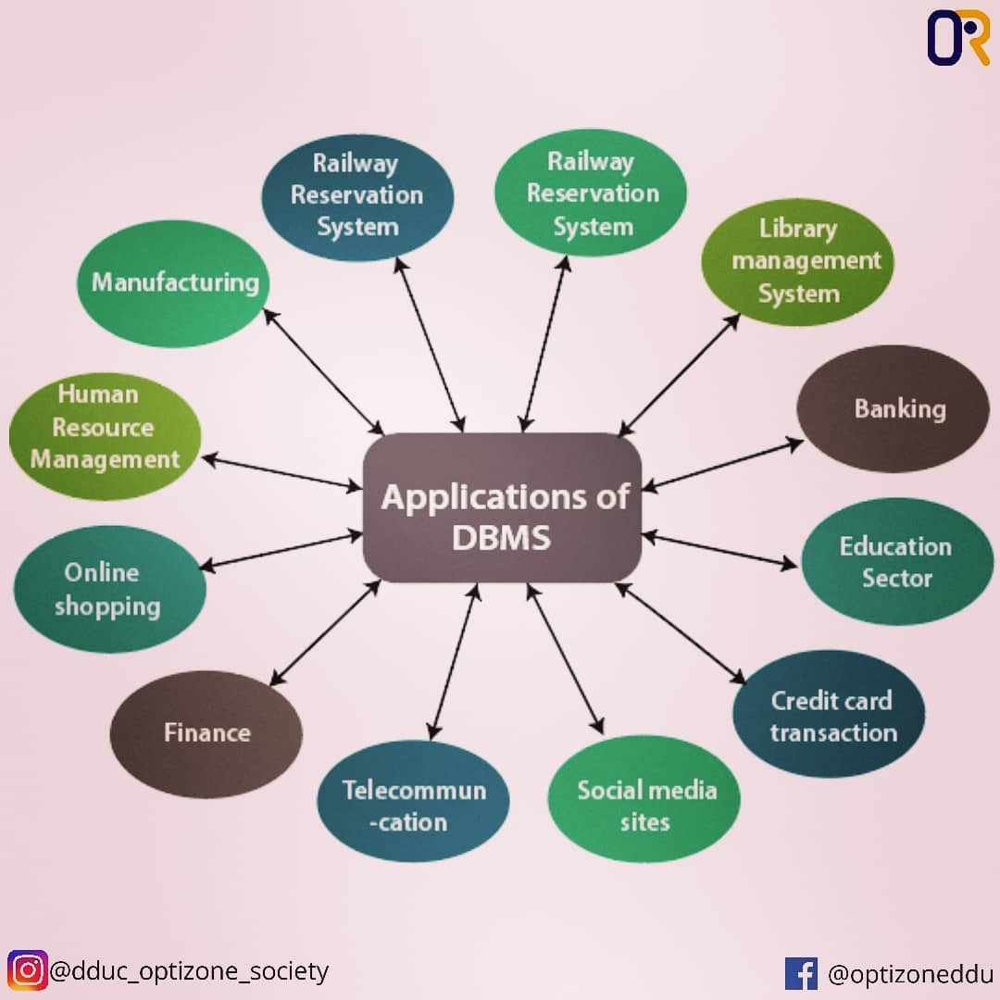 OR
Railway
Reservation
System
Railway
Reservation
System
Library
management
System
Manufacturing
Banking
Human
Resource
Management
Applications of
DBMS
Education
Sector
Online
shopping
Credit card
transaction
Finance
Telecommun
-cation
Social media
sites
@dduc_optizone_society
@optizoneddu